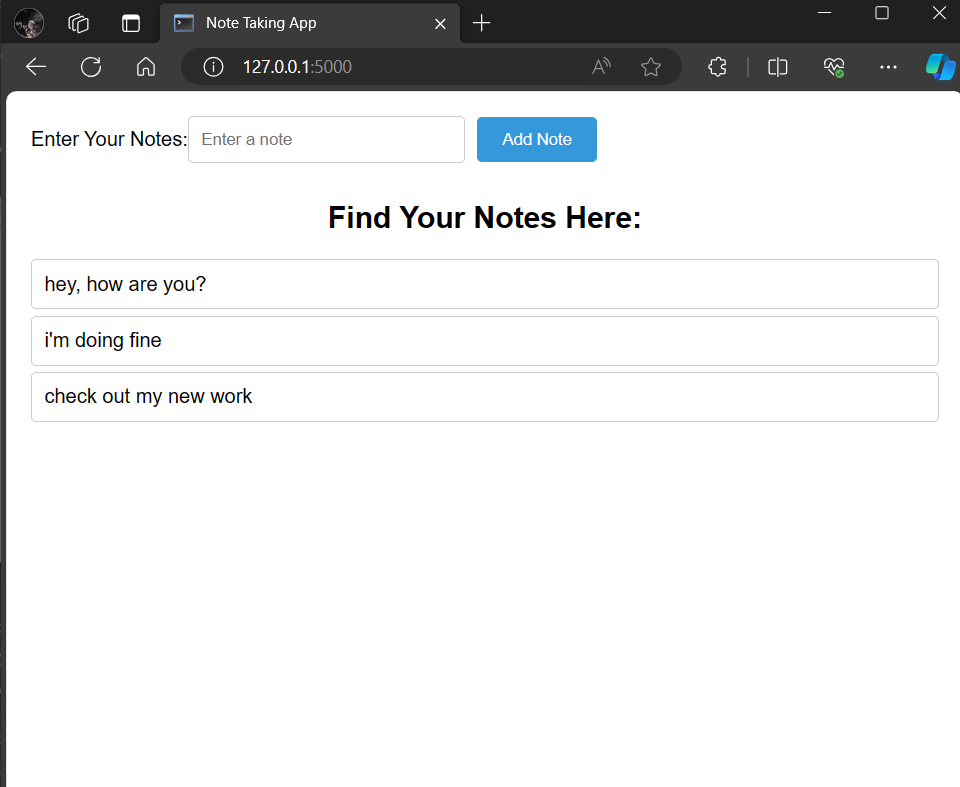 Note Taking App
127.0.0.1:5000
Enter Your Notes: Enter a note Add Note
Find Your Notes Here:
hey, how are you?
i'm doing fine
check out my new work